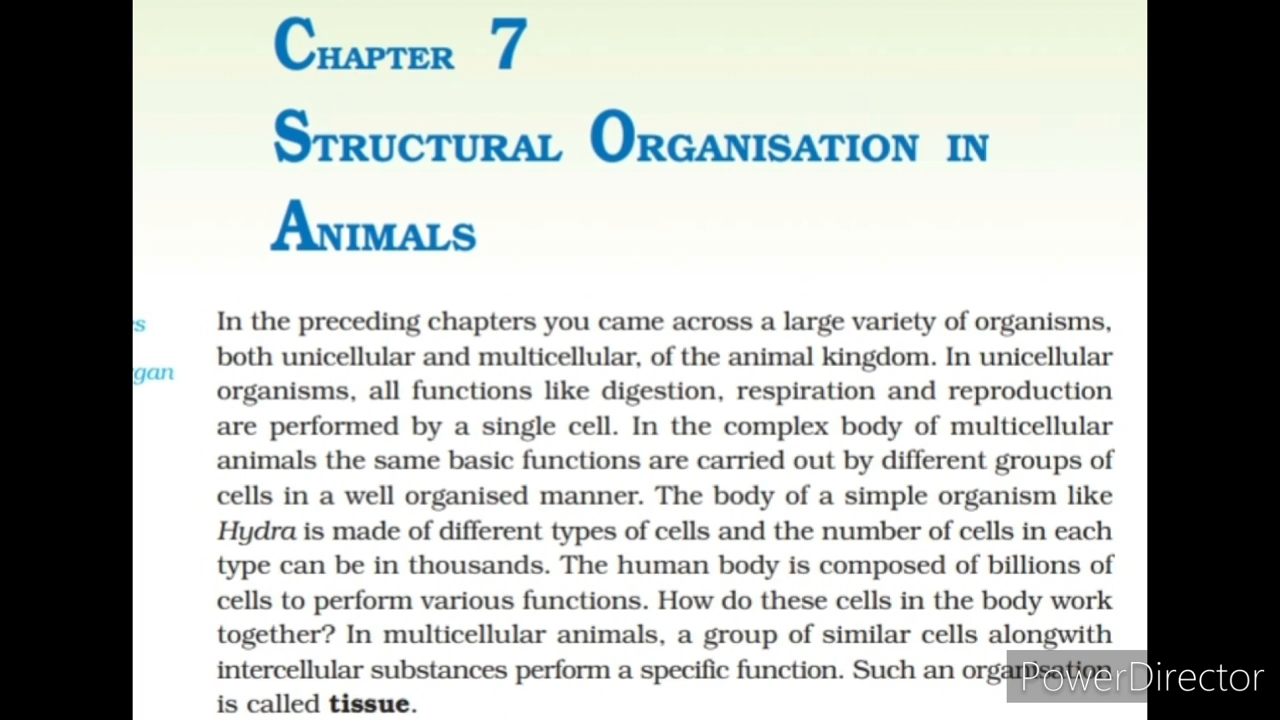 CHAPTER 7
STRUCTURAL ORGANISATION IN
ANIMALS
es
gan
In the preceding chapters you came across a large variety of organisms,
both unicellular and multicellular, of the animal kingdom. In unicellular
organisms, all functions like digestion, respiration and reproduction
are performed by a single cell. In the complex body of multicellular
animals the same basic functions are carried out by different groups of
cells in a well organised manner. The body of a simple organism like
Hydra is made of different types of cells and the number of cells in each
type can be in thousands. The human body is composed of billions of
cells to perform various functions. How do these cells in the body work
together? In multicellular animals, a group of similar cells alongwith
intercellular substances perform a specific function. Such an organisation
is called tissue.
PowerDirector